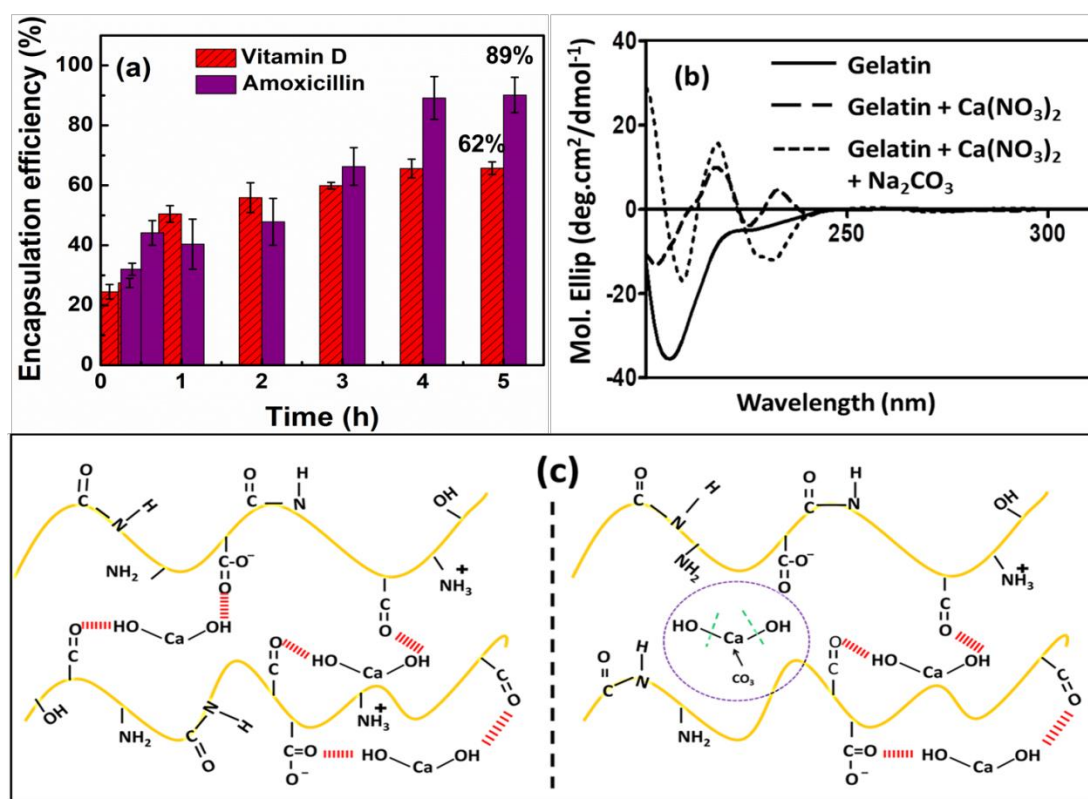 (a)
Vitamin D
Amoxicillin
89%
62%
Encapsulation efficiency (%)
100
80
60
40
20
0
0 1 2 3 4 5
Time (h)
(b)
Gelatin
Gelatin + Ca(NO₃)₂
Gelatin + Ca(NO₃)₂
+ Na₂CO₃
Mol. Ellip (deg.cm²/dmol⁻¹)
40
20
0
-20
-40
250 300
Wavelength (nm)
(c)
O
C
N
H
NH₂
C
O
N
H
C-O⁻
O
C
O
OH
+
NH₃
HO Ca OH
O
C
OH
NH₂
C
O
N
H
O
C
HO Ca OH
NH₃
+
C=O
O⁻
HO Ca OH
C
O
O
C
N
H
NH₂
O
C
N
H
C-O⁻
O
C
O
OH
+
NH₃
HO Ca OH
CO₃
O
C
N
H
NH₂
O
C
HO Ca OH
C=O
O⁻
HO Ca OH
C
O